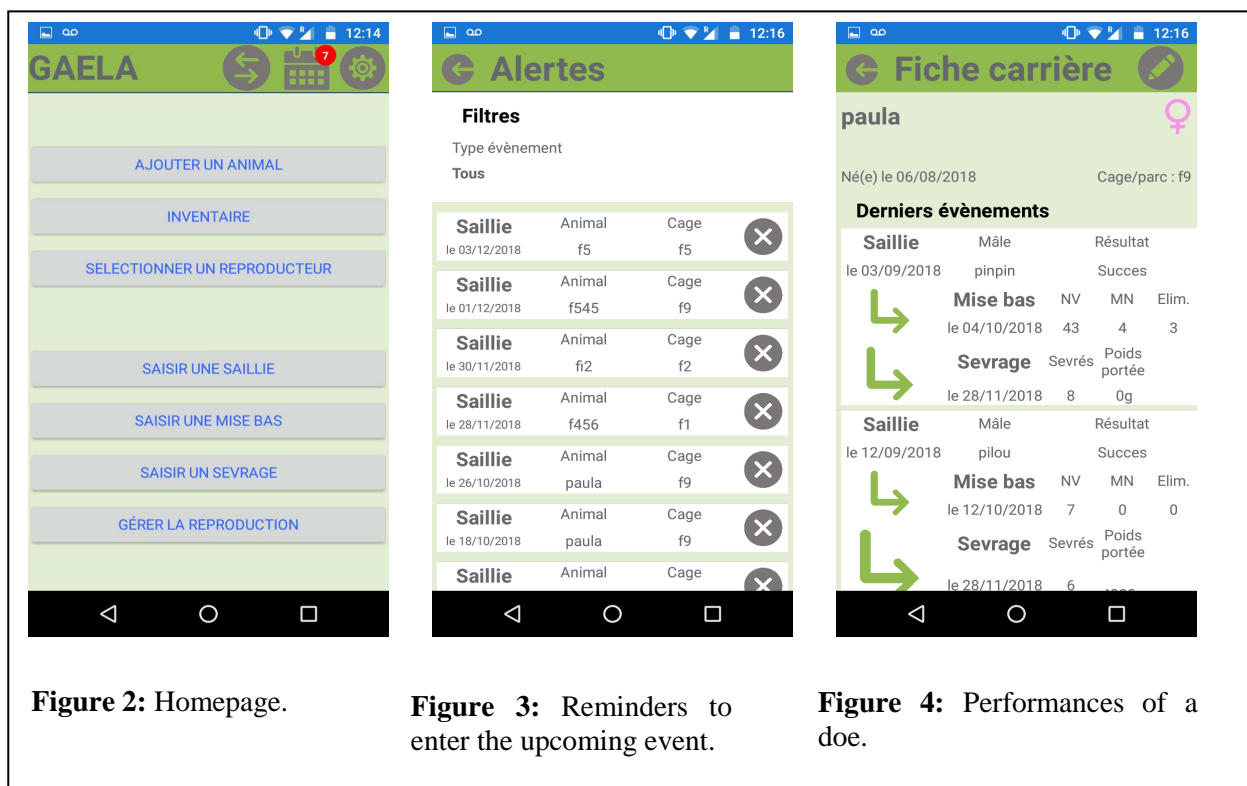 12:14
GAELA
7
AJOUTER UN ANIMAL
INVENTAIRE
SELECTIONNER UN REPRODUCTEUR
SAISIR UNE SAILLIE
SAISIR UNE MISE BAS
SAISIR UN SEVRAGE
GÉRER LA REPRODUCTION
Figure 2: Homepage.
12:16
Alertes
Filtres
Type évènement
Tous
Saillie Animal Cage
le 03/12/2018 f5 f5
Saillie Animal Cage
le 01/12/2018 f545 f9
Saillie Animal Cage
le 30/11/2018 fi2 f2
Saillie Animal Cage
le 28/11/2018 f456 f1
Saillie Animal Cage
le 26/10/2018 paula f9
Saillie Animal Cage
le 18/10/2018 paula f9
Saillie Animal Cage
Figure 3: Reminders to
enter the upcoming event.
R
12:16
Fiche carrière
paula
Né(e) le 06/08/2018 Cage/parc : f9
Derniers évènements
Saillie Mâle Résultat
le 03/09/2018 pinpin Succes
Mise bas NV MN Elim.
le 04/10/2018 43 4 3
Sevrage Sevrés Poids portée
le 28/11/2018 8 0g
Saillie Mâle Résultat
le 12/09/2018 pilou Succes
Mise bas NV MN Elim.
le 12/10/2018 7 0 0
Sevrage Sevrés Poids portée
le 28/11/2018 6
Figure 4: Performances of a
doe.